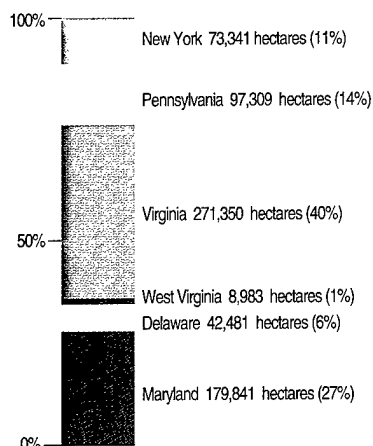 100%
New York 73,341 hectares (11%)
Pennsylvania 97,309 hectares (14%)
Virginia 271,350 hectares (40%)
50%
West Virginia 8,983 hectares (1%)
Delaware 42,481 hectares (6%)
Maryland 179,841 hectares (27%)
0%